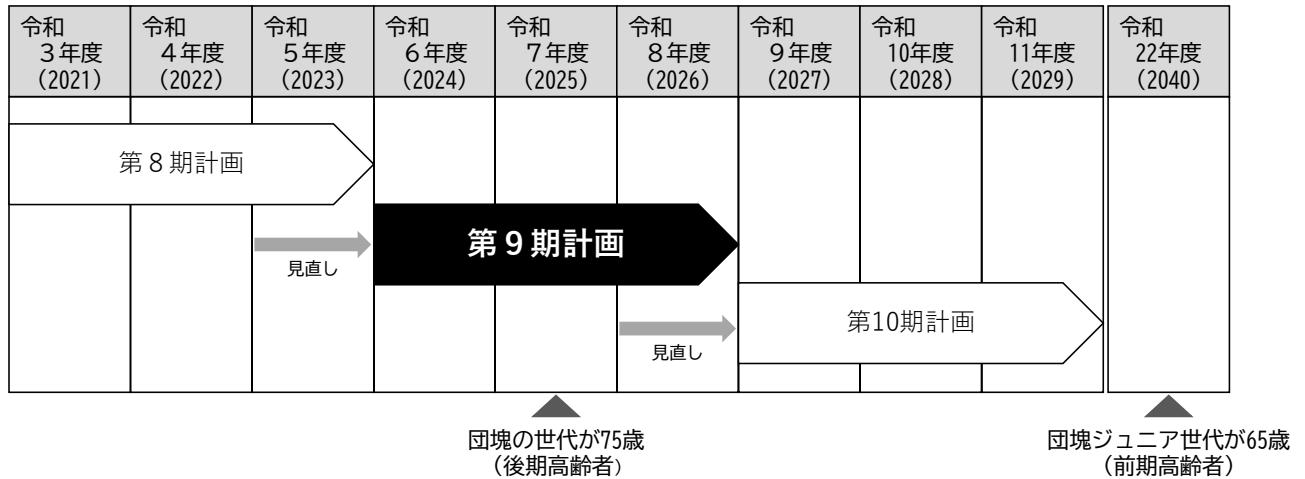 令和
３年度
(2021)
令和
４年度
(2022)
令和
５年度
(2023)
令和
６年度
(2024)
令和
７年度
(2025)
令和
８年度
(2026)
令和
９年度
(2027)
令和
10年度
(2028)
令和
11年度
(2029)
令和
22年度
(2040)
第８期計画
第９期計画
見直し
第10期計画
見直し
団塊の世代が75歳
(後期高齢者)
団塊ジュニア世代が65歳
(前期高齢者)